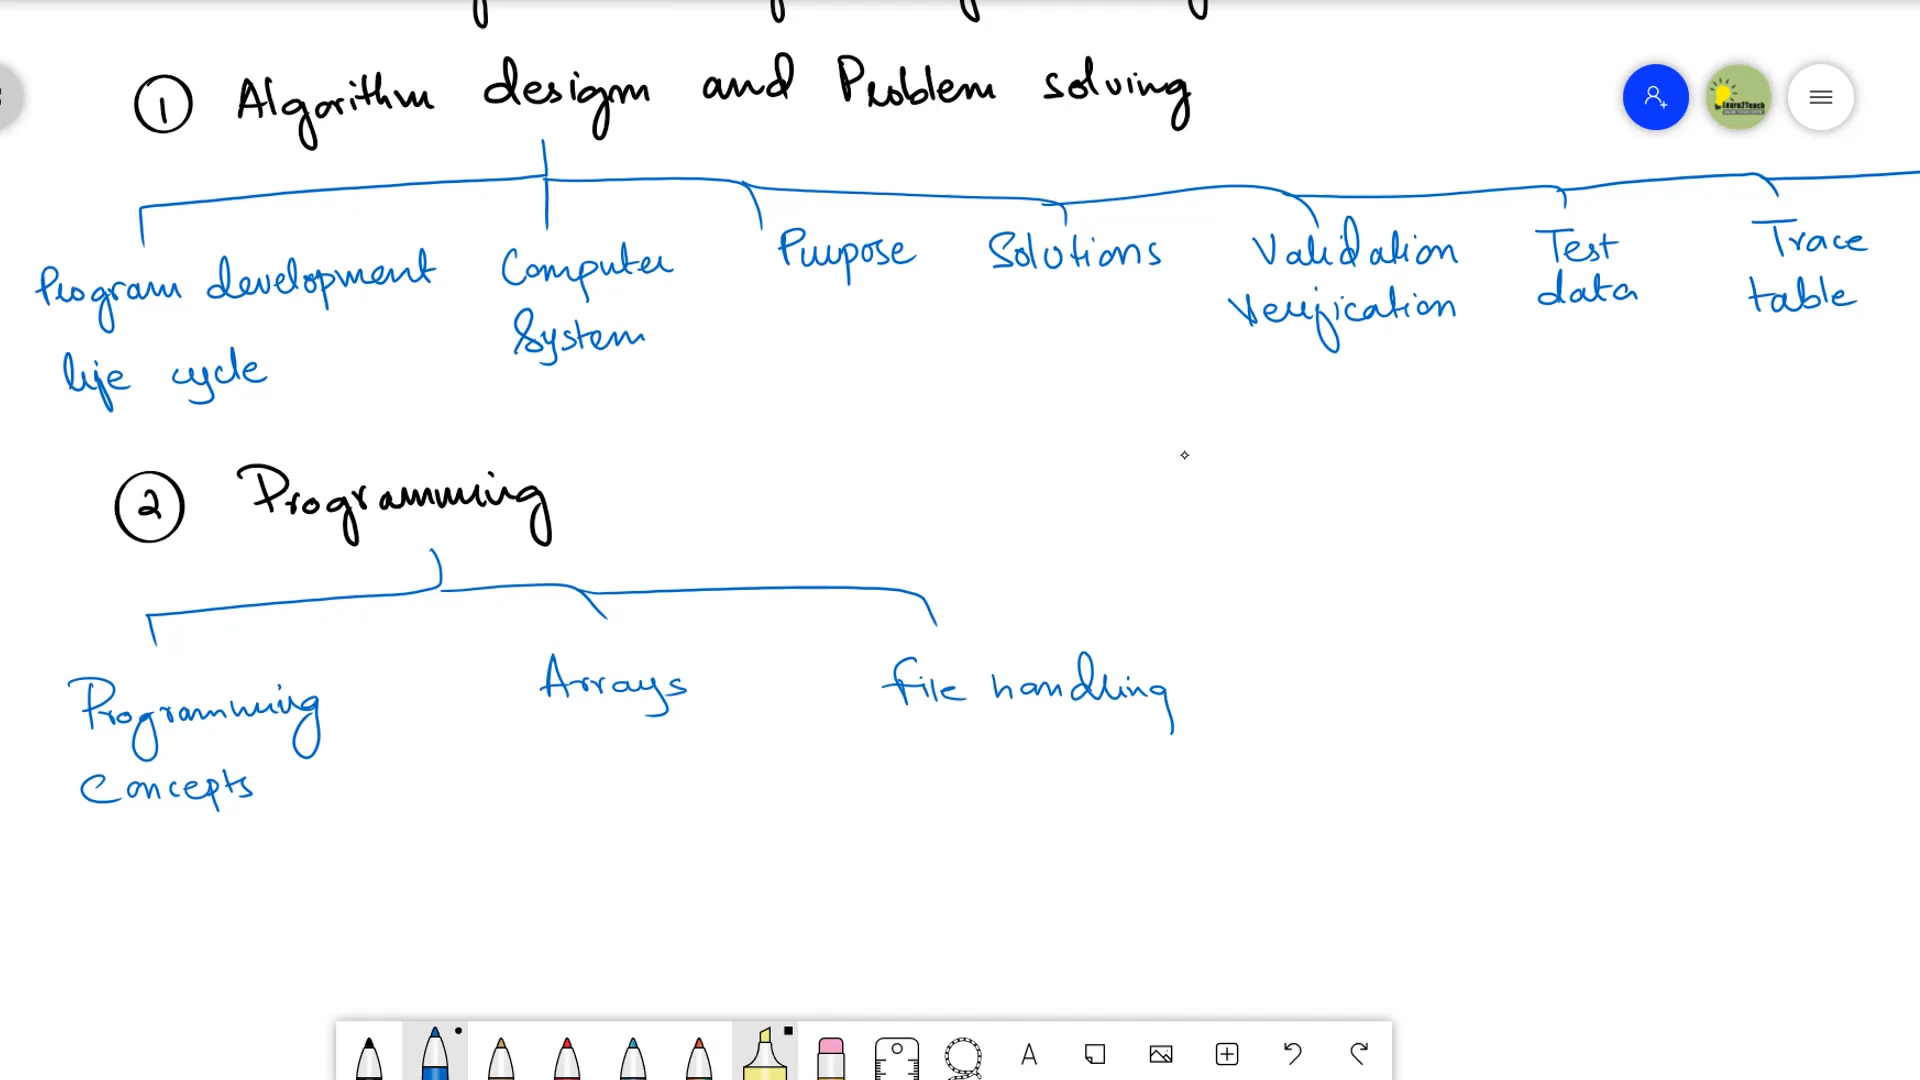 ① Algorithm design and Problem solving
Program development life cycle
Computer System
Purpose
Solutions
Validation Verification
Test data
Trace table
② Programming
Programming Concepts
Arrays
File handling
Learn2Teach
A